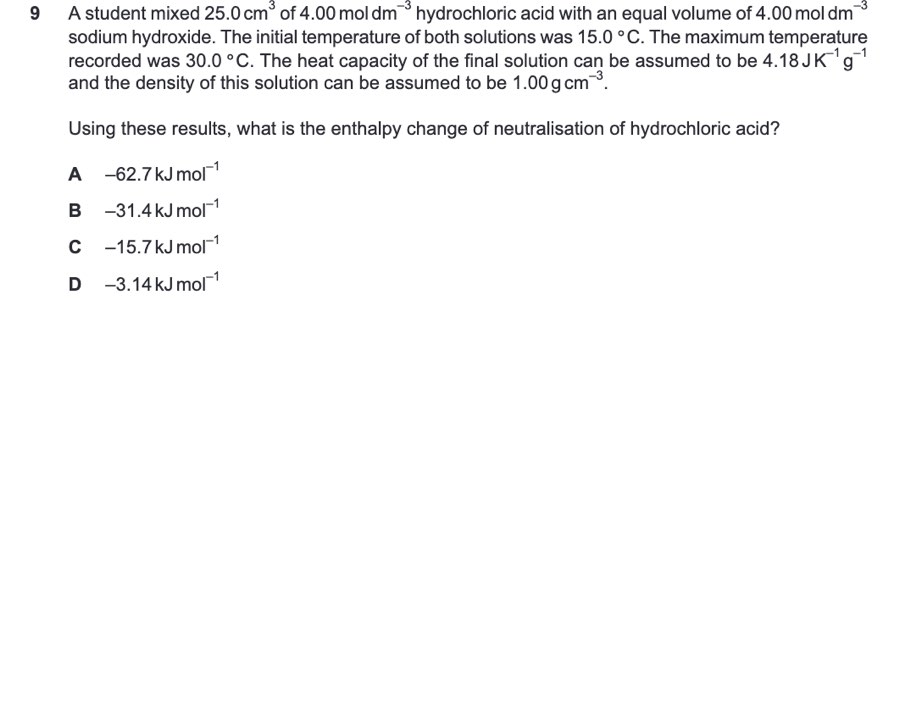 9 A student mixed 25.0 cm³ of 4.00 mol dm⁻³ hydrochloric acid with an equal volume of 4.00 mol dm⁻³
sodium hydroxide. The initial temperature of both solutions was 15.0 °C. The maximum temperature
recorded was 30.0 °C. The heat capacity of the final solution can be assumed to be 4.18 J K⁻¹ g⁻¹
and the density of this solution can be assumed to be 1.00 g cm⁻³.
Using these results, what is the enthalpy change of neutralisation of hydrochloric acid?
A –62.7 kJ mol⁻¹
B –31.4 kJ mol⁻¹
C –15.7 kJ mol⁻¹
D –3.14 kJ mol⁻¹